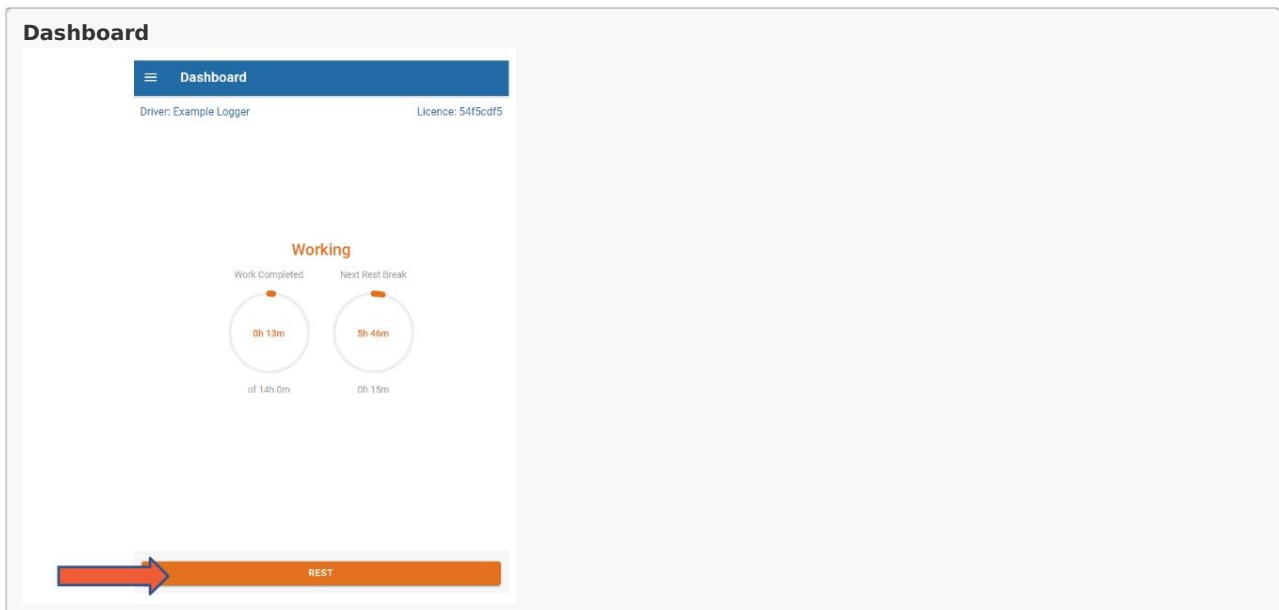 Dashboard
Dashboard
Driver: Example Logger Licence: 54f5cdf5
Working
Work Completed Next Rest Break
0h 13m 5h 46m
of 14h 0m 0h 15m
REST